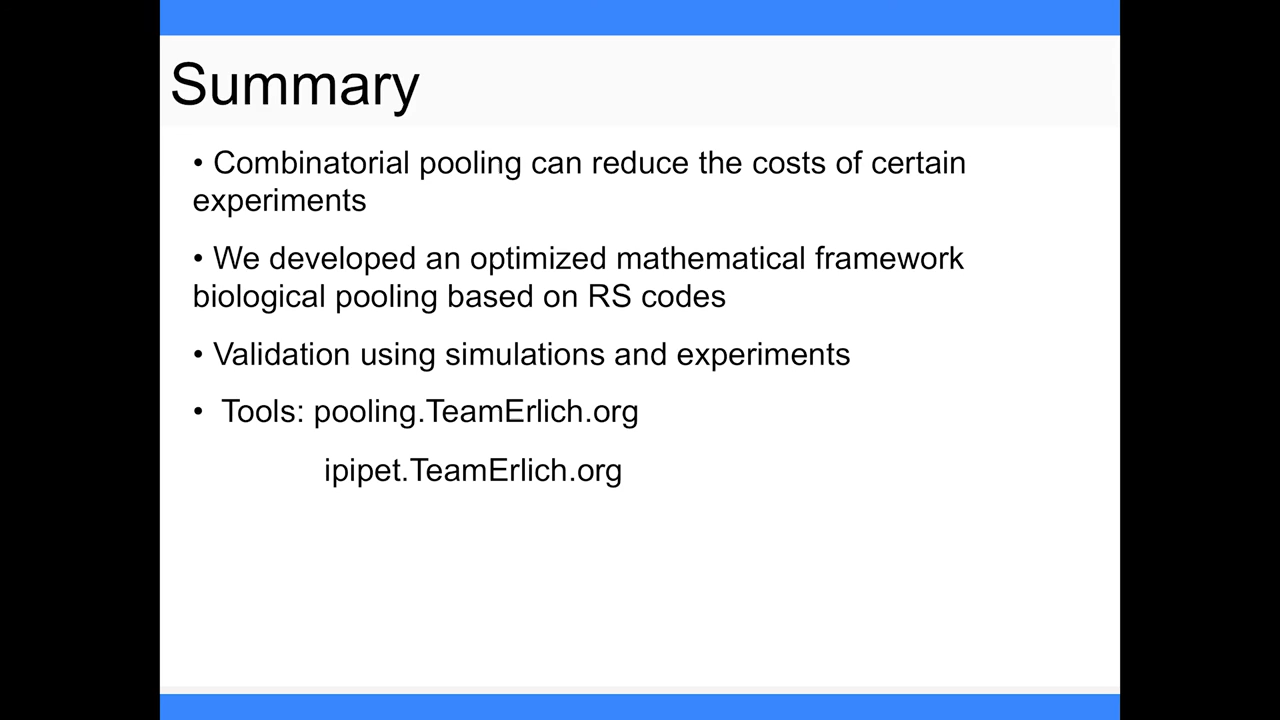 Summary
• Combinatorial pooling can reduce the costs of certain
experiments
• We developed an optimized mathematical framework
biological pooling based on RS codes
• Validation using simulations and experiments
• Tools: pooling.TeamErlich.org
ipipet.TeamErlich.org